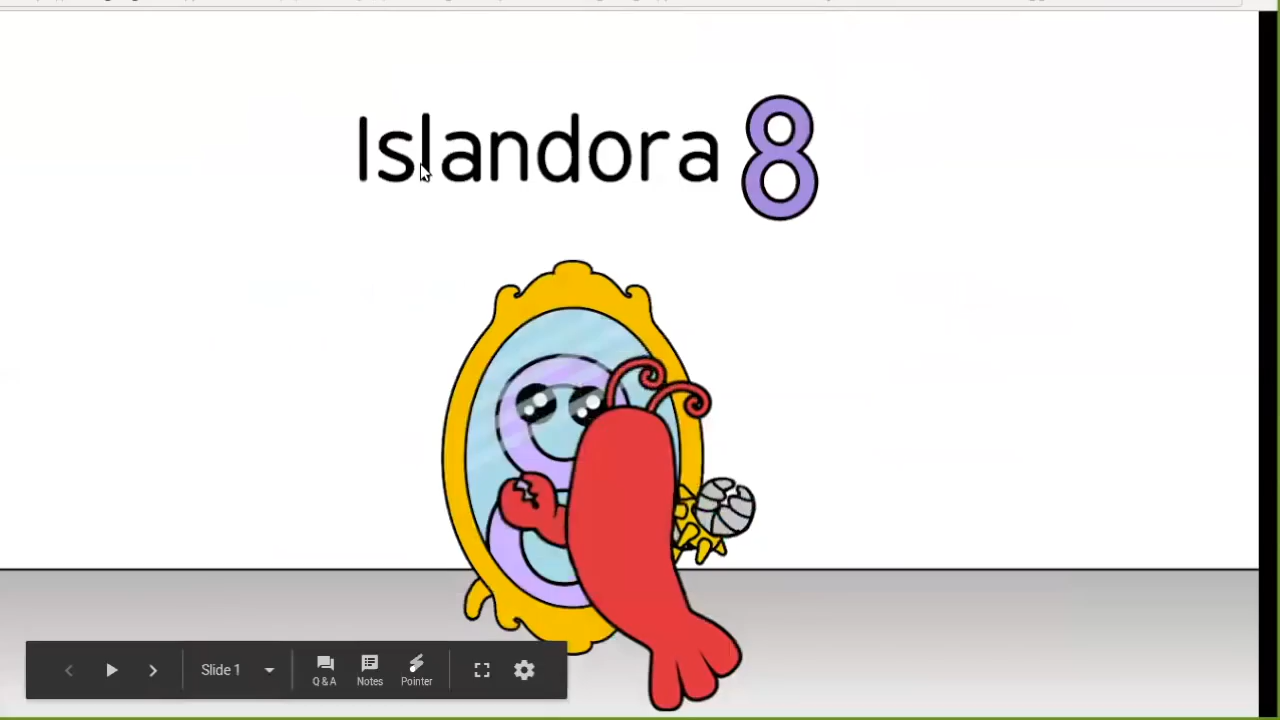 Islandora 8
Slide 1
Q & A
Notes
Pointer